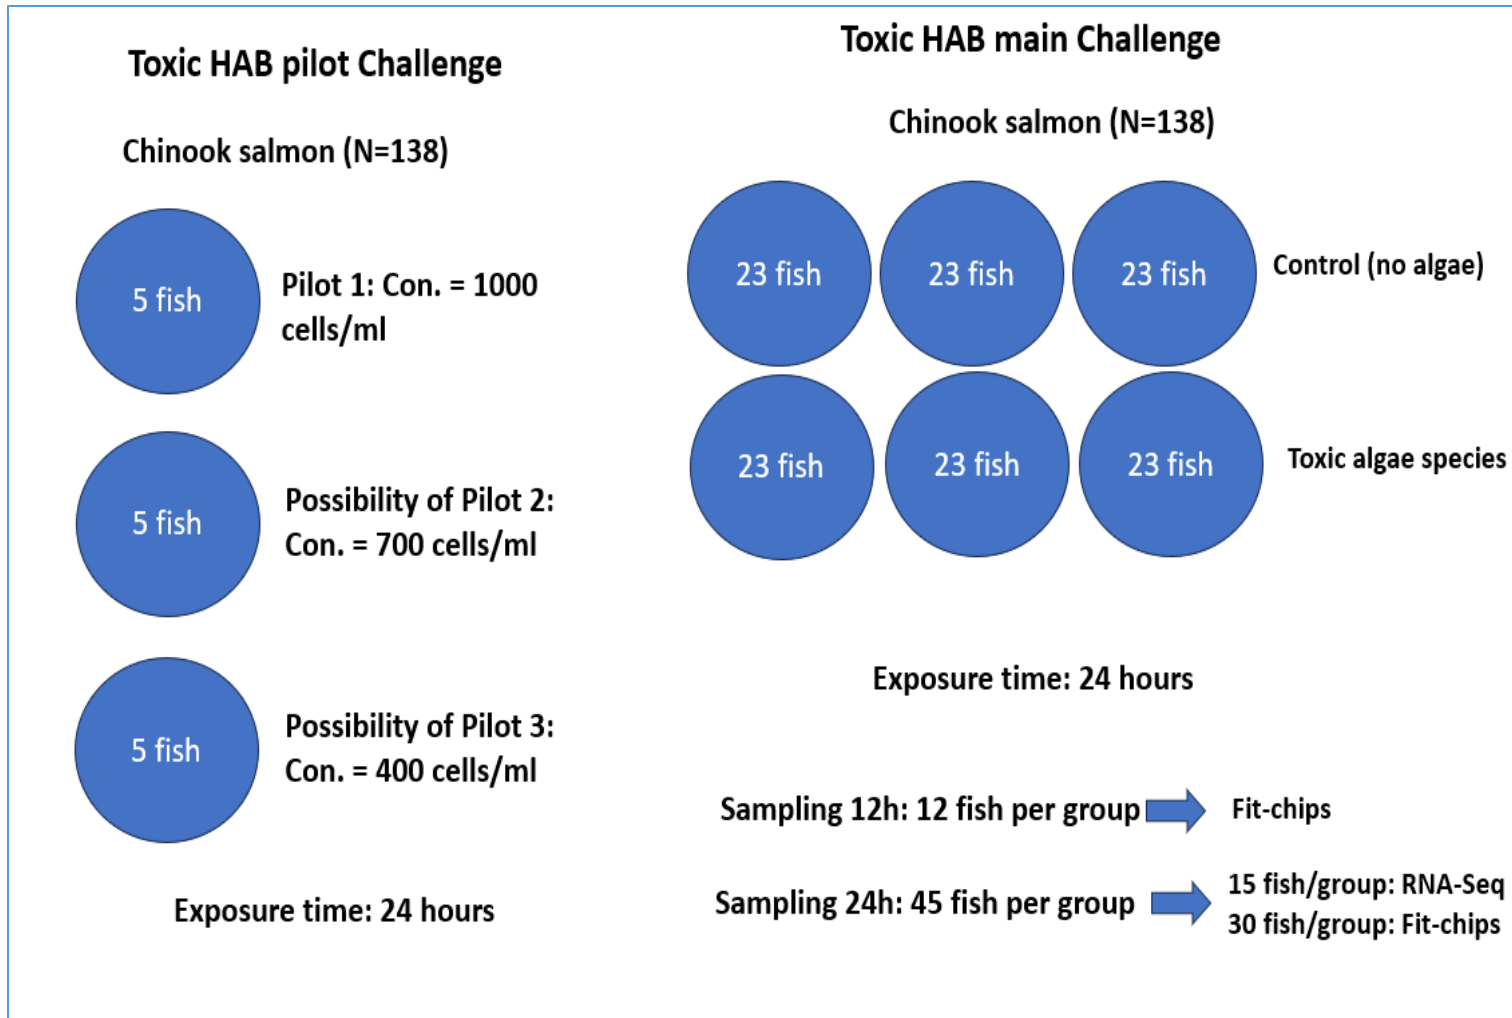 Toxic HAB pilot Challenge
Chinook salmon (N=138)
5 fish
Pilot 1: Con. = 1000
cells/ml
5 fish
Possibility of Pilot 2:
Con. = 700 cells/ml
5 fish
Possibility of Pilot 3:
Con. = 400 cells/ml
Exposure time: 24 hours
Toxic HAB main Challenge
Chinook salmon (N=138)
23 fish
23 fish
23 fish
Control (no algae)
23 fish
23 fish
23 fish
Toxic algae species
Exposure time: 24 hours
Sampling 12h: 12 fish per group
Fit-chips
Sampling 24h: 45 fish per group
15 fish/group: RNA-Seq
30 fish/group: Fit-chips